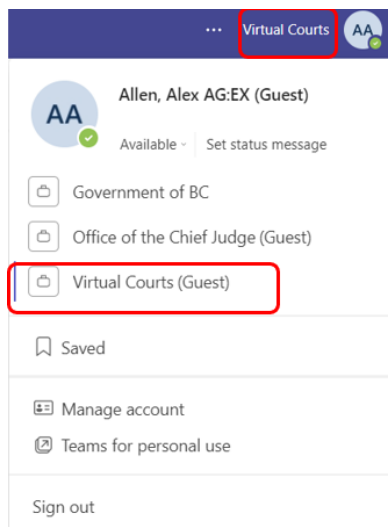 ... Virtual Courts AA
AA
Allen, Alex AG:EX (Guest)
Available Set status message
Government of BC
Office of the Chief Judge (Guest)
Virtual Courts (Guest)
Saved
Manage account
Teams for personal use
Sign out